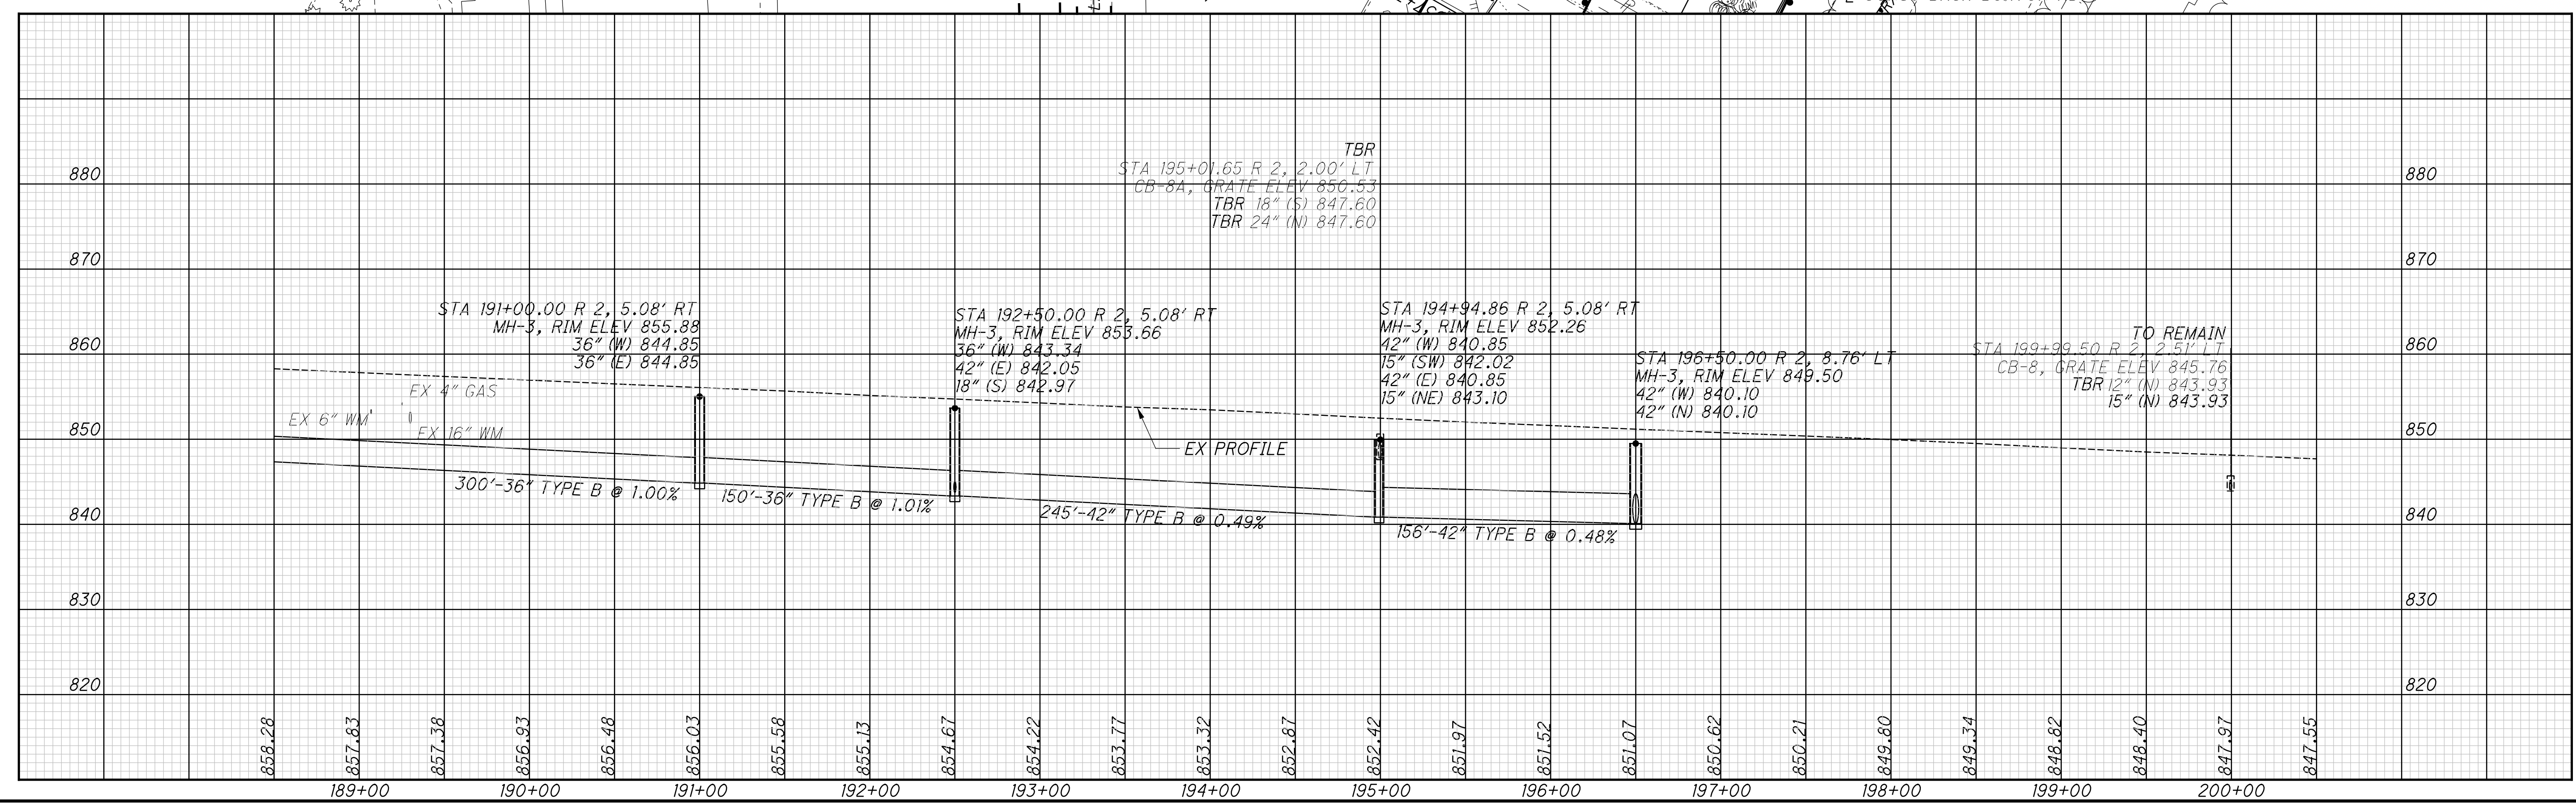 880
870
860
850
840
830
820
TBR
STA 195+01.65 R 2, 2.00' LT
CB-8A, GRATE ELEV 850.53
TBR 18" (S) 847.60
TBR 24" (N) 847.60
STA 191+00.00 R 2, 5.08' RT
MH-3, RIM ELEV 855.88
36" (W) 844.85
36" (E) 844.85
STA 192+50.00 R 2, 5.08' RT
MH-3, RIM ELEV 853.66
36" (W) 843.34
42" (E) 842.05
18" (S) 842.97
STA 194+94.86 R 2, 5.08' RT
MH-3, RIM ELEV 852.26
42" (W) 840.85
15" (SW) 842.02
42" (E) 840.85
15" (NE) 843.10
STA 196+50.00 R 2, 8.76' LT
MH-3, RIM ELEV 849.50
42" (W) 840.10
42" (N) 840.10
TO REMAIN
STA 199+99.50 R 2, 2.51' LT
CB-8, GRATE ELEV 845.76
TBR 12" (N) 843.93
15" (N) 843.93
EX 4" GAS
EX 6" WM
EX 16" WM
EX PROFILE
300'-36" TYPE B @ 1.00%
150'-36" TYPE B @ 1.01%
245'-42" TYPE B @ 0.49%
156'-42" TYPE B @ 0.48%
880
870
860
850
840
830
820
858.28
857.83
857.38
856.93
856.48
856.03
855.58
855.13
854.67
854.22
853.77
853.32
852.87
852.42
851.97
851.52
851.07
850.62
850.21
849.80
849.34
848.82
848.40
847.97
847.55
189+00
190+00
191+00
192+00
193+00
194+00
195+00
196+00
197+00
198+00
199+00
200+00